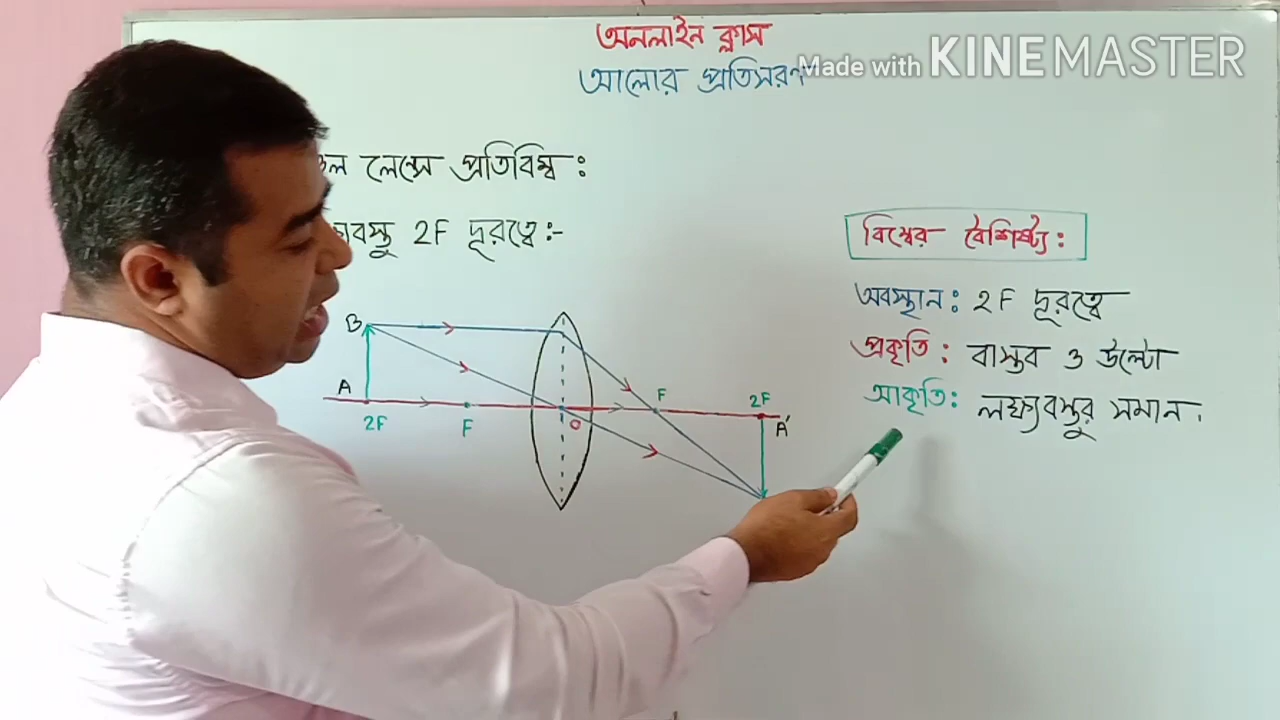 অনলাইন ক্লাস
আলোর প্রতিসরণ
Made with KINEMASTER
লেন্সে প্রতিবিম্ব :
2F দূরত্বে :-
বিম্বের বৈশিষ্ট্য :
অবস্থান : 2F দূরত্বে
প্রকৃতি : বাস্তব ও উল্টো
আকৃতি : লক্ষ্যবস্তুর সমান।
B
A
2F
F
O
F
2F
A'